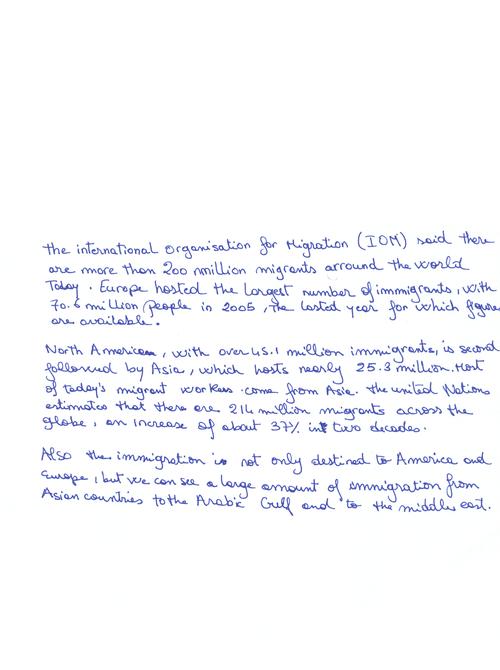 the international organisation for Migration (IOM) said there
are more than 200 million migrants arround the world
Today. Europe hosted the largest number of immigrants, with
70.6 million people in 2005, the lasted year for which figures
are available.
North American, with over 45.1 million immigrants, is second
followed by Asia, which hosts nearly 25.3 million. Most
of today's migrant workers come from Asia. the united Nations
estimatics that there are 214 million migrants across the
globe, an increase of about 37% in two decades.
Also the immigration is not only destined to America and
Europe, but we can see a large amount of immigration from
Asian countries to the Arabic Gulf and to the middle east.